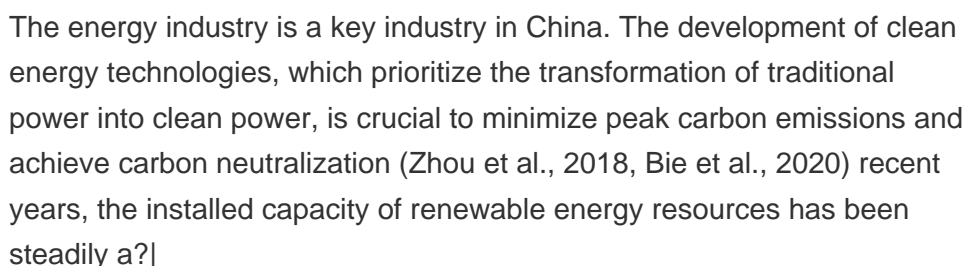 The energy industry is a key industry in China. The development of clean
energy technologies, which prioritize the transformation of traditional
power into clean power, is crucial to minimize peak carbon emissions and
achieve carbon neutralization (Zhou et al., 2018, Bie et al., 2020) recent
years, the installed capacity of renewable energy resources has been
steadily a?|